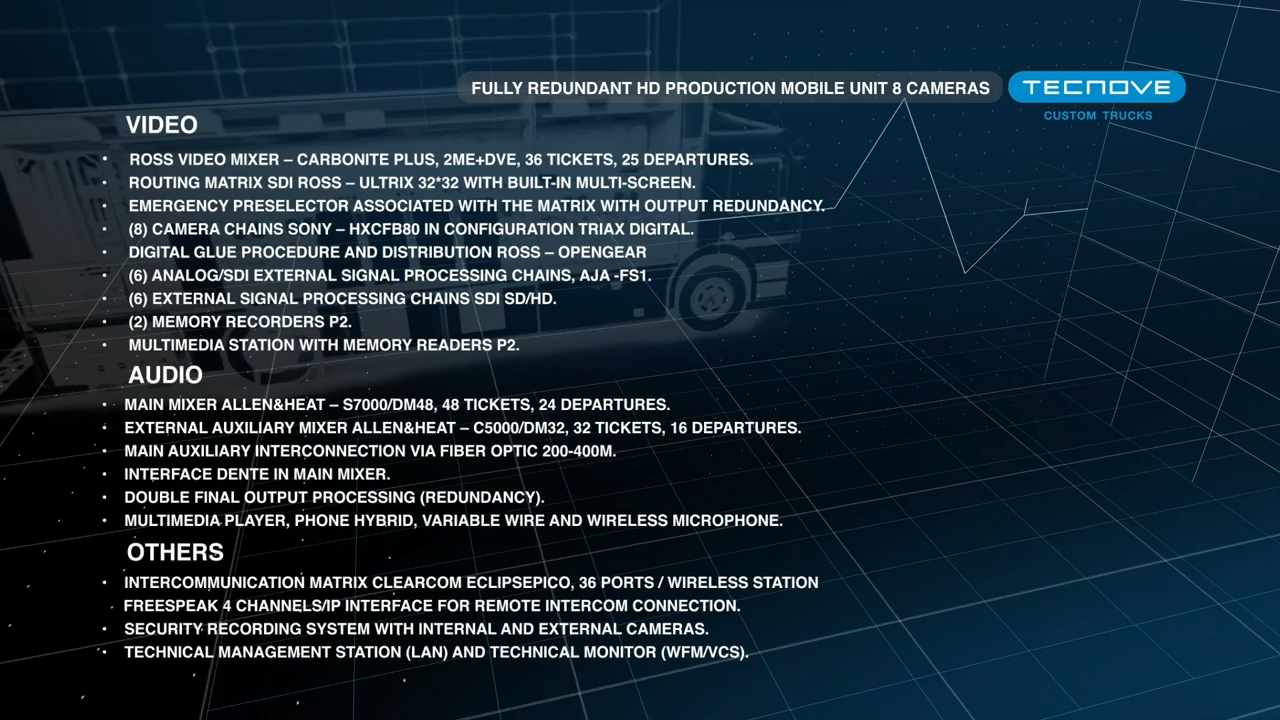 FULLY REDUNDANT HD PRODUCTION MOBILE UNIT 8 CAMERAS
TECNOVE
CUSTOM TRUCKS
VIDEO
• ROSS VIDEO MIXER – CARBONITE PLUS, 2ME+DVE, 36 TICKETS, 25 DEPARTURES.
• ROUTING MATRIX SDI ROSS – ULTRIX 32*32 WITH BUILT-IN MULTI-SCREEN.
• EMERGENCY PRESELECTOR ASSOCIATED WITH THE MATRIX WITH OUTPUT REDUNDANCY.
• (8) CAMERA CHAINS SONY – HXCFB80 IN CONFIGURATION TRIAX DIGITAL.
• DIGITAL GLUE PROCEDURE AND DISTRIBUTION ROSS – OPENGEAR
• (6) ANALOG/SDI EXTERNAL SIGNAL PROCESSING CHAINS, AJA -FS1.
• (6) EXTERNAL SIGNAL PROCESSING CHAINS SDI SD/HD.
• (2) MEMORY RECORDERS P2.
• MULTIMEDIA STATION WITH MEMORY READERS P2.
AUDIO
• MAIN MIXER ALLEN&HEAT – S7000/DM48, 48 TICKETS, 24 DEPARTURES.
• EXTERNAL AUXILIARY MIXER ALLEN&HEAT – C5000/DM32, 32 TICKETS, 16 DEPARTURES.
• MAIN AUXILIARY INTERCONNECTION VIA FIBER OPTIC 200-400M.
• INTERFACE DENTE IN MAIN MIXER.
• DOUBLE FINAL OUTPUT PROCESSING (REDUNDANCY).
• MULTIMEDIA PLAYER, PHONE HYBRID, VARIABLE WIRE AND WIRELESS MICROPHONE.
OTHERS
• INTERCOMMUNICATION MATRIX CLEARCOM ECLIPSEPICO, 36 PORTS / WIRELESS STATION
• FREESPEAK 4 CHANNELS/IP INTERFACE FOR REMOTE INTERCOM CONNECTION.
• SECURITY RECORDING SYSTEM WITH INTERNAL AND EXTERNAL CAMERAS.
• TECHNICAL MANAGEMENT STATION (LAN) AND TECHNICAL MONITOR (WFM/VCS).